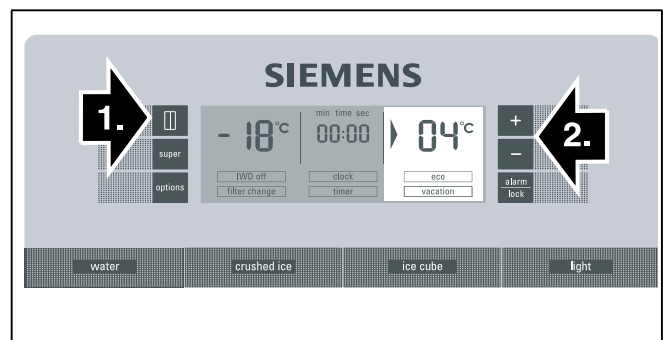 SIEMENS
1.
super
options
- 18°C
min time sec
00:00
04°C
IWD off
clock
eco
filter change
timer
vacation
+
-
alarm
lock
2.
water
crushed ice
ice cube
light